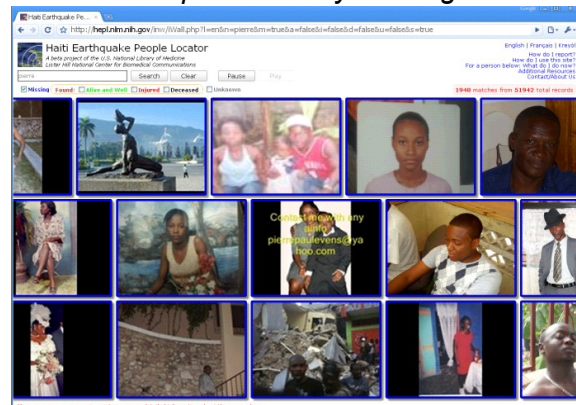 Haiti Earthquake Pe...
http://hepl.nlm.nih.gov/inw/iWall.php?l=en&n=pierre&m=true&a=false&i=false&d=false&u=false&s=true
Haiti Earthquake People Locator
A beta project of the U.S. National Library of Medicine
Lister Hill National Center for Biomedical Communications
English | Français | Kreyòl
How do I report?
How do I use this site?
For a person below: What do I do now?
Additional Resources
Contact/About Us
pierre
Search
Clear
Pause
Play
Missing
Found:
Alive and Well
Injured
Deceased
Unknown
1948 matches from 51942 total records
Contact me with any
info
pierrepaulevens@ya
hoo.com